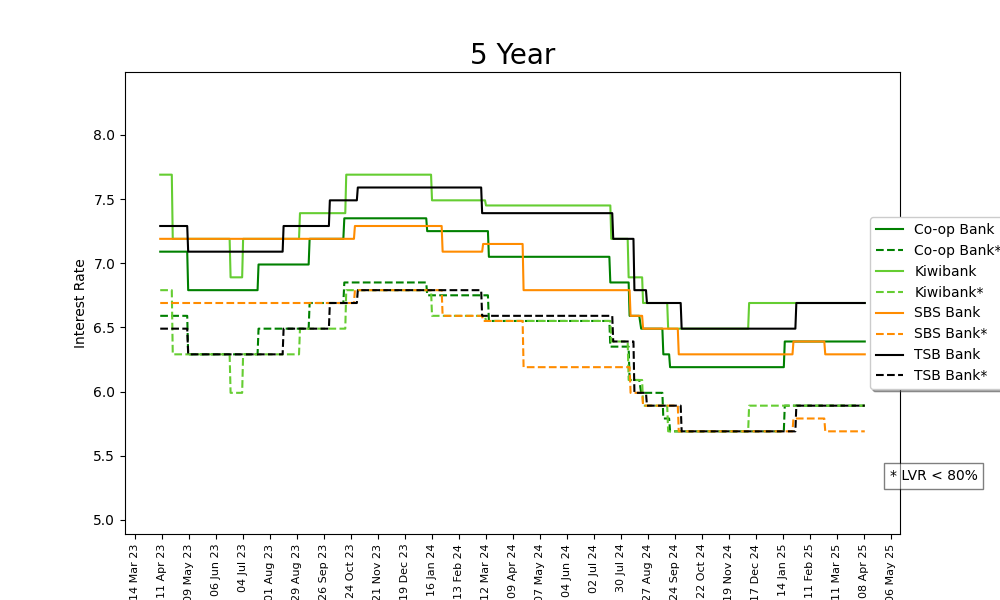 5 Year
Interest Rate
8.0
7.5
7.0
6.5
6.0
5.5
5.0
14 Mar 23
11 Apr 23
09 May 23
06 Jun 23
04 Jul 23
01 Aug 23
29 Aug 23
26 Sep 23
24 Oct 23
21 Nov 23
19 Dec 23
16 Jan 24
13 Feb 24
12 Mar 24
09 Apr 24
07 May 24
04 Jun 24
02 Jul 24
30 Jul 24
27 Aug 24
24 Sep 24
22 Oct 24
19 Nov 24
17 Dec 24
14 Jan 25
11 Feb 25
11 Mar 25
08 Apr 25
06 May 25
Co-op Bank
Co-op Bank*
Kiwibank
Kiwibank*
SBS Bank
SBS Bank*
TSB Bank
TSB Bank*
* LVR < 80%